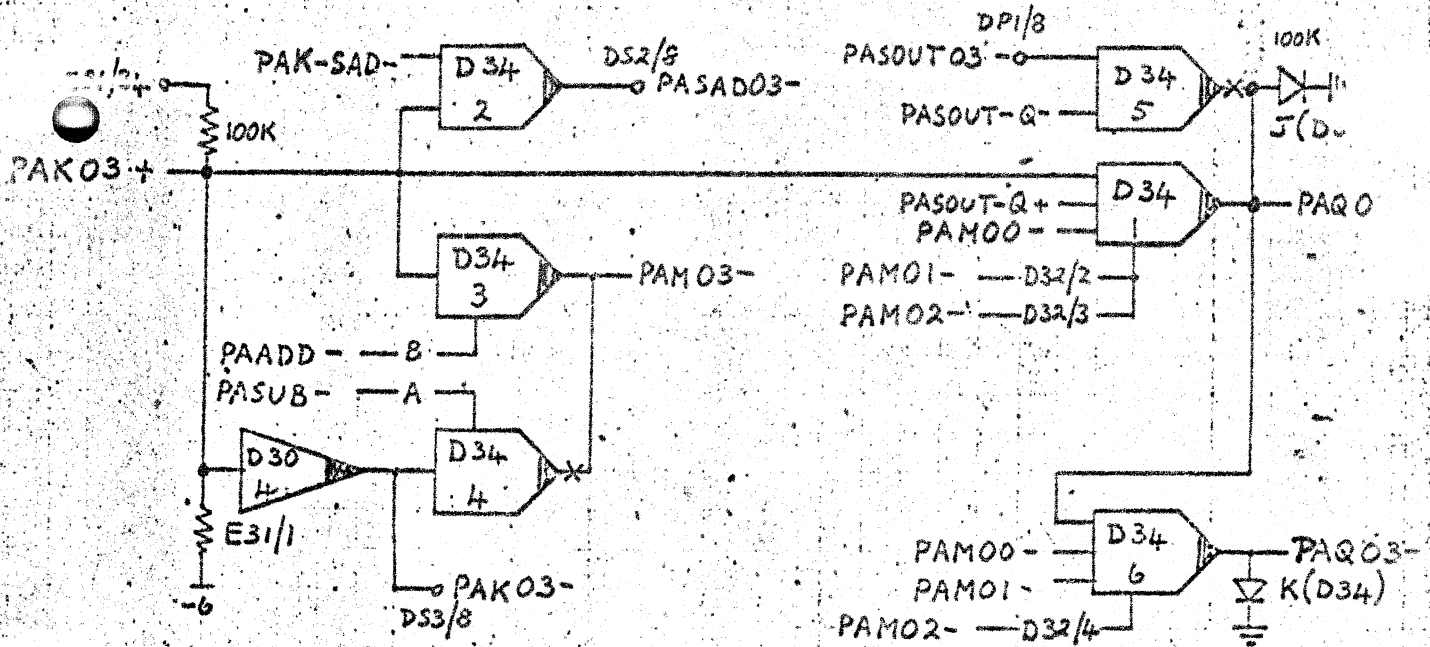 DP1/8
PAK-SAD-
D34
2
DS2/8
PASAD03-
PASOUT03-
D34
5
100K
J(D
PASOUT-Q-
100K
PAK03+
D34
1
PASOUT-Q+
PAM00-
PAQ0
D34
3
PAM03-
PAM01- D32/2
PAM02- D32/3
PAADD- B
PASUB- A
D30
4
D34
4
E31/1
-6
PAK03-
DS3/8
D34
6
PAM00-
PAM01-
PAQ03-
K(D34)
PAM02- D32/4